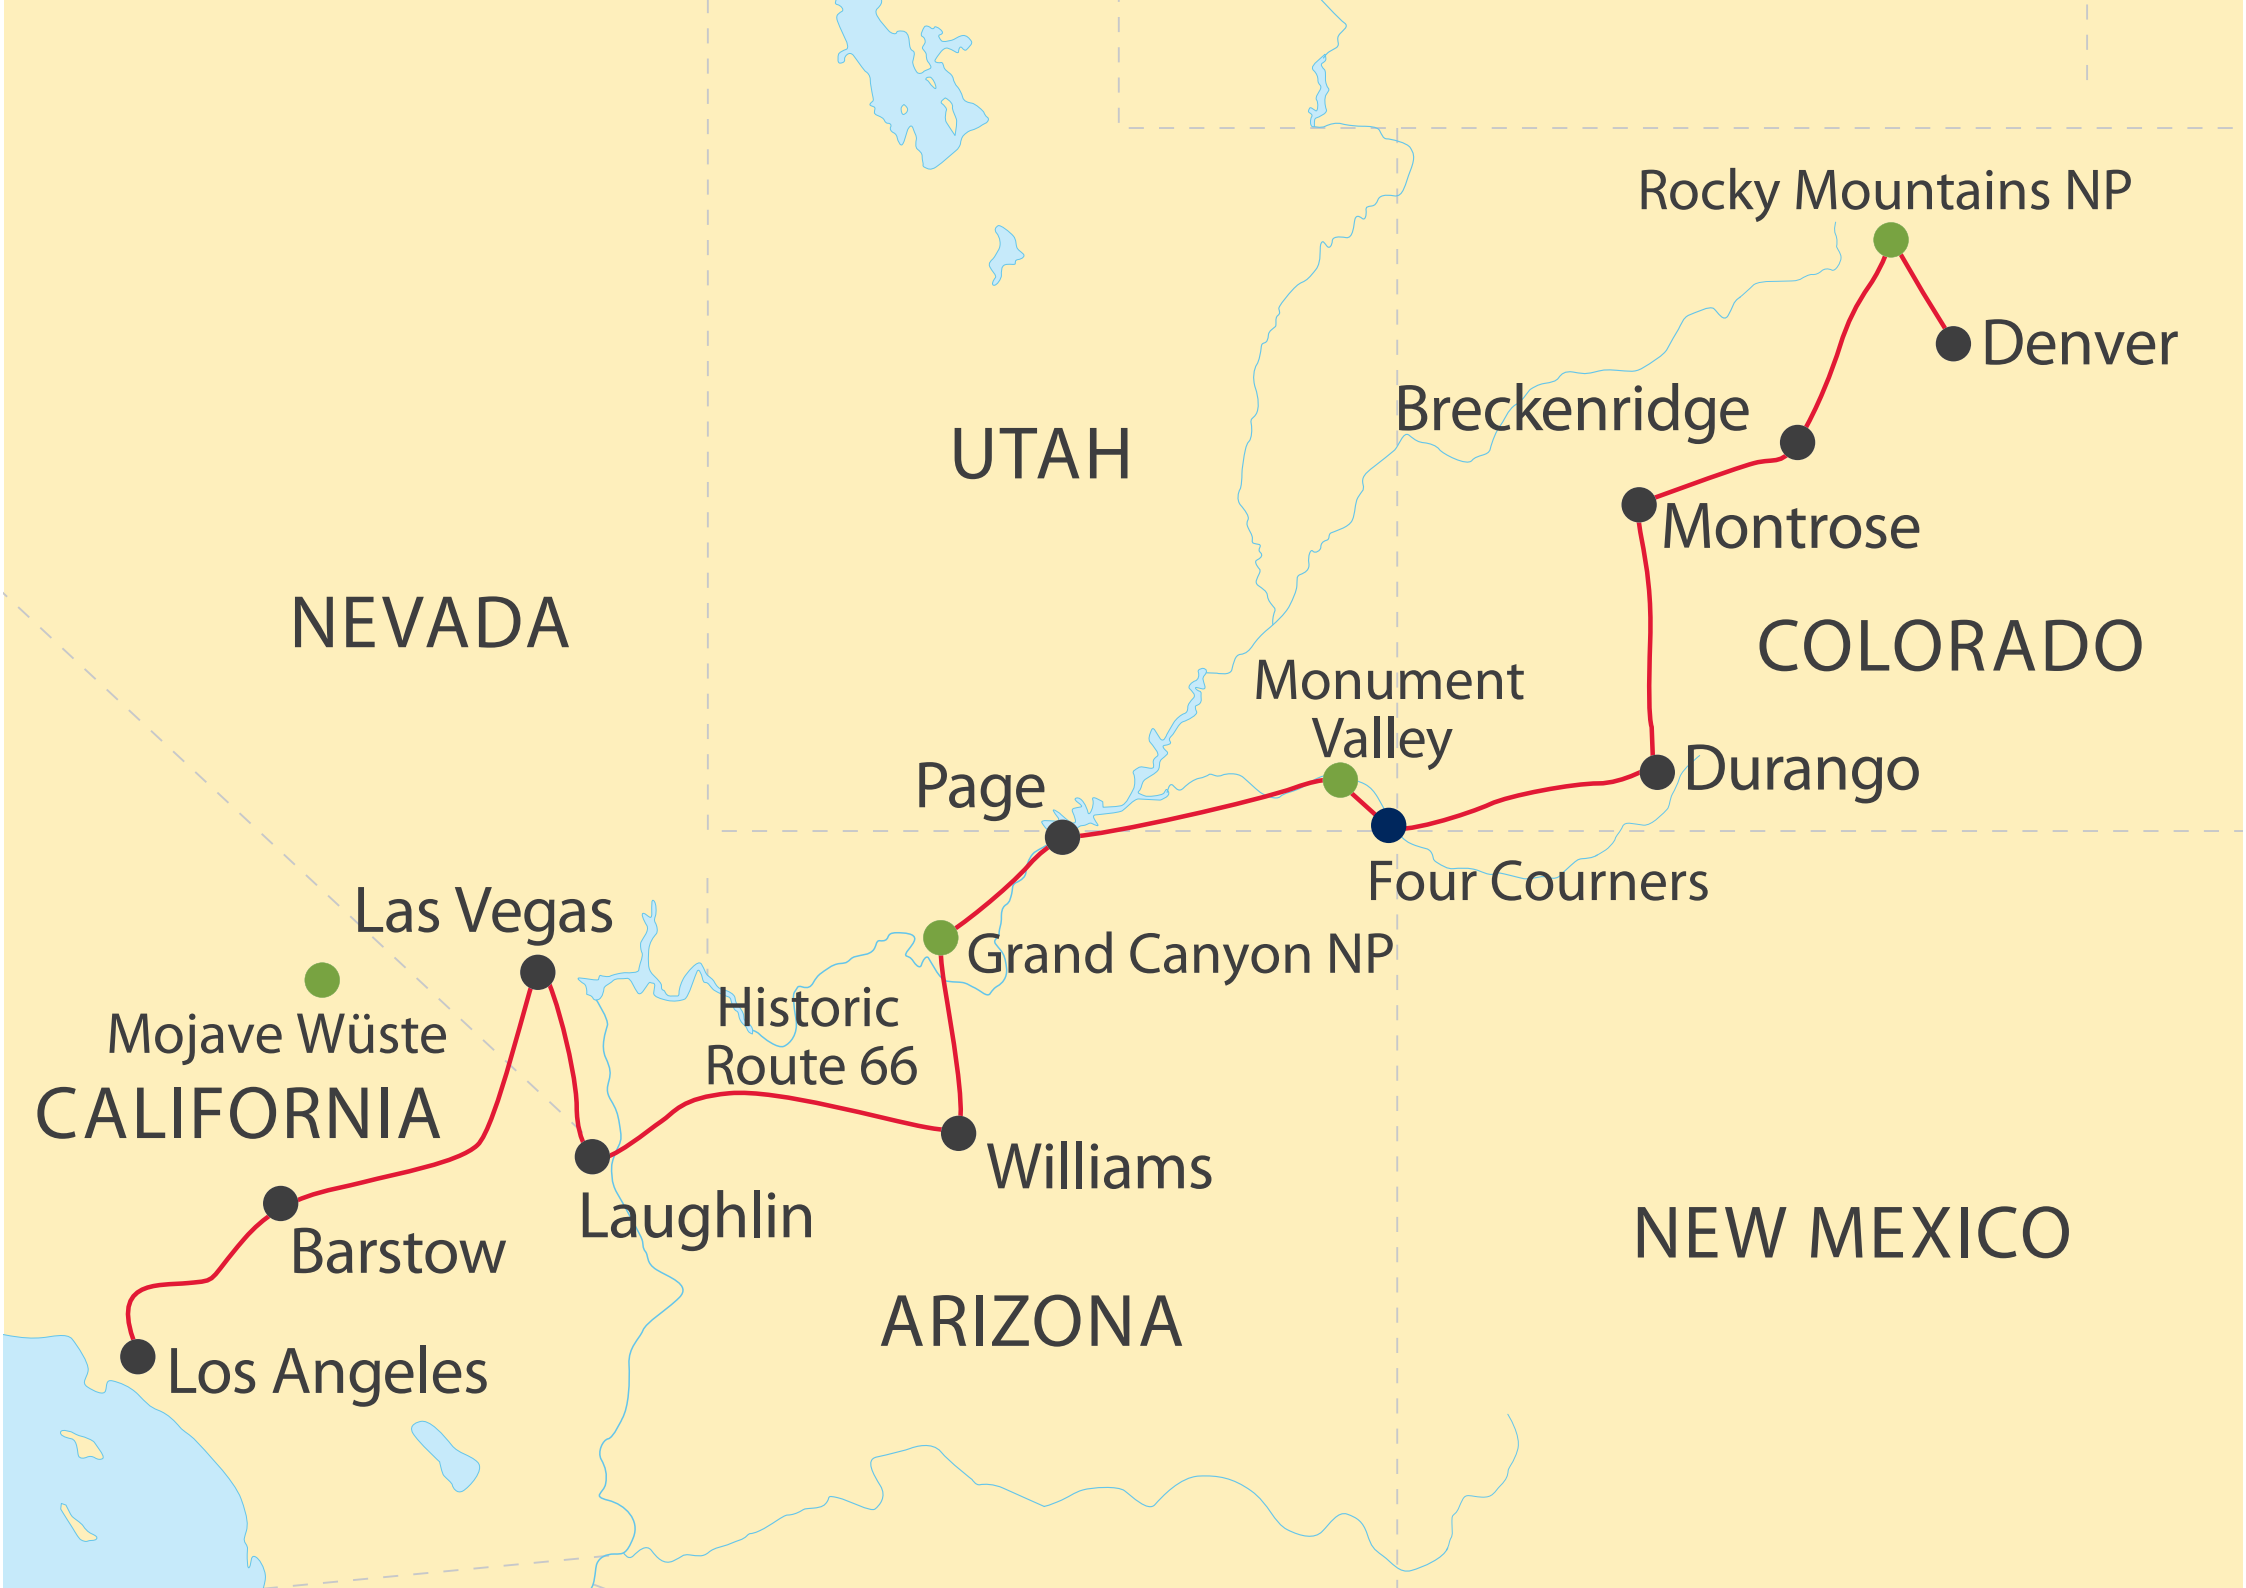 Rocky Mountains NP
Denver
Breckenridge
UTAH
Montrose
NEVADA
COLORADO
Monument
Valley
Page
Durango
Four Courners
Las Vegas
Grand Canyon NP
Historic
Route 66
Mojave Wüste
CALIFORNIA
Williams
Laughlin
Barstow
NEW MEXICO
ARIZONA
Los Angeles